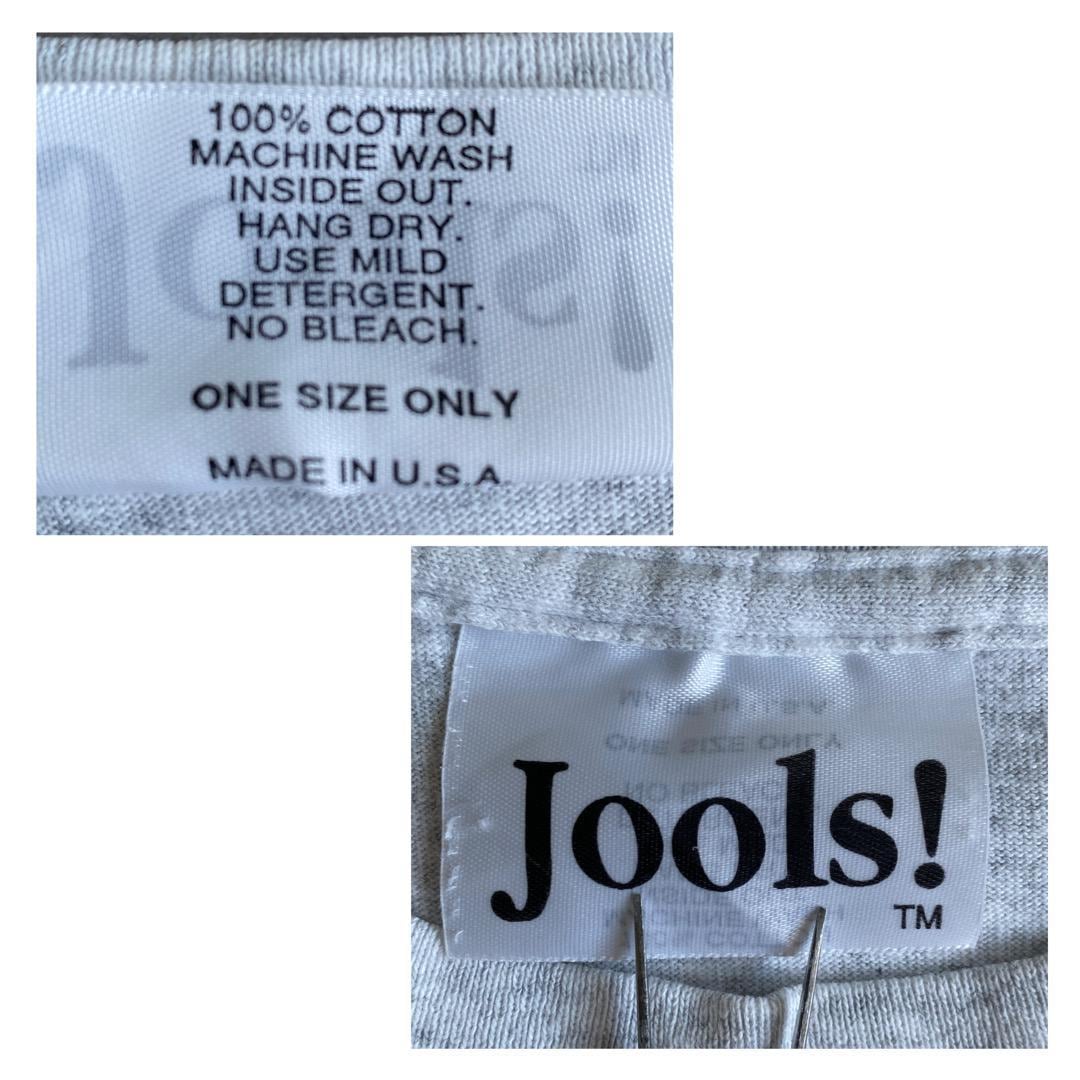 100% COTTON
MACHINE WASH
INSIDE OUT.
HANG DRY.
USE MILD
DETERGENT.
NO BLEACH.
ONE SIZE ONLY
MADE IN U.S.A.
Jools!
TM